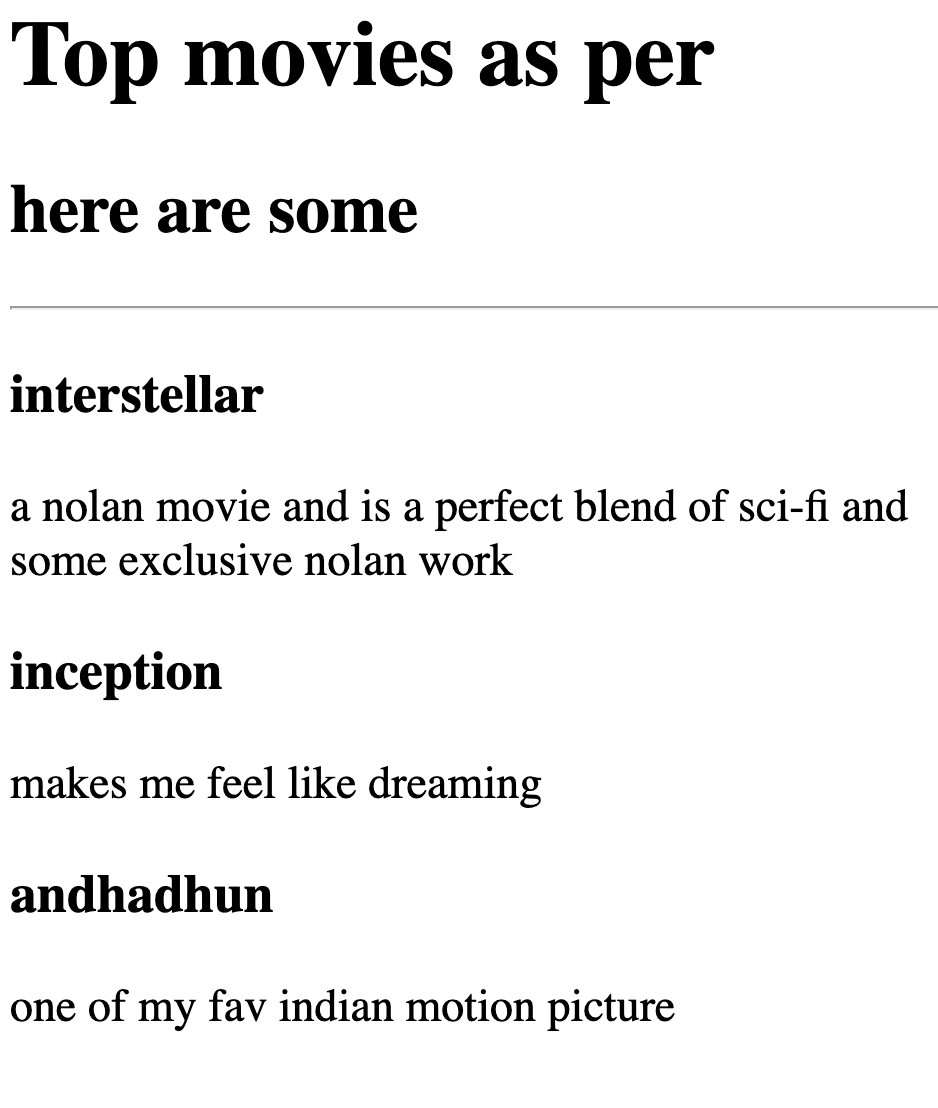 Top movies as per
here are some
interstellar
a nolan movie and is a perfect blend of sci-fi and
some exclusive nolan work
inception
makes me feel like dreaming
andhadhun
one of my fav indian motion picture